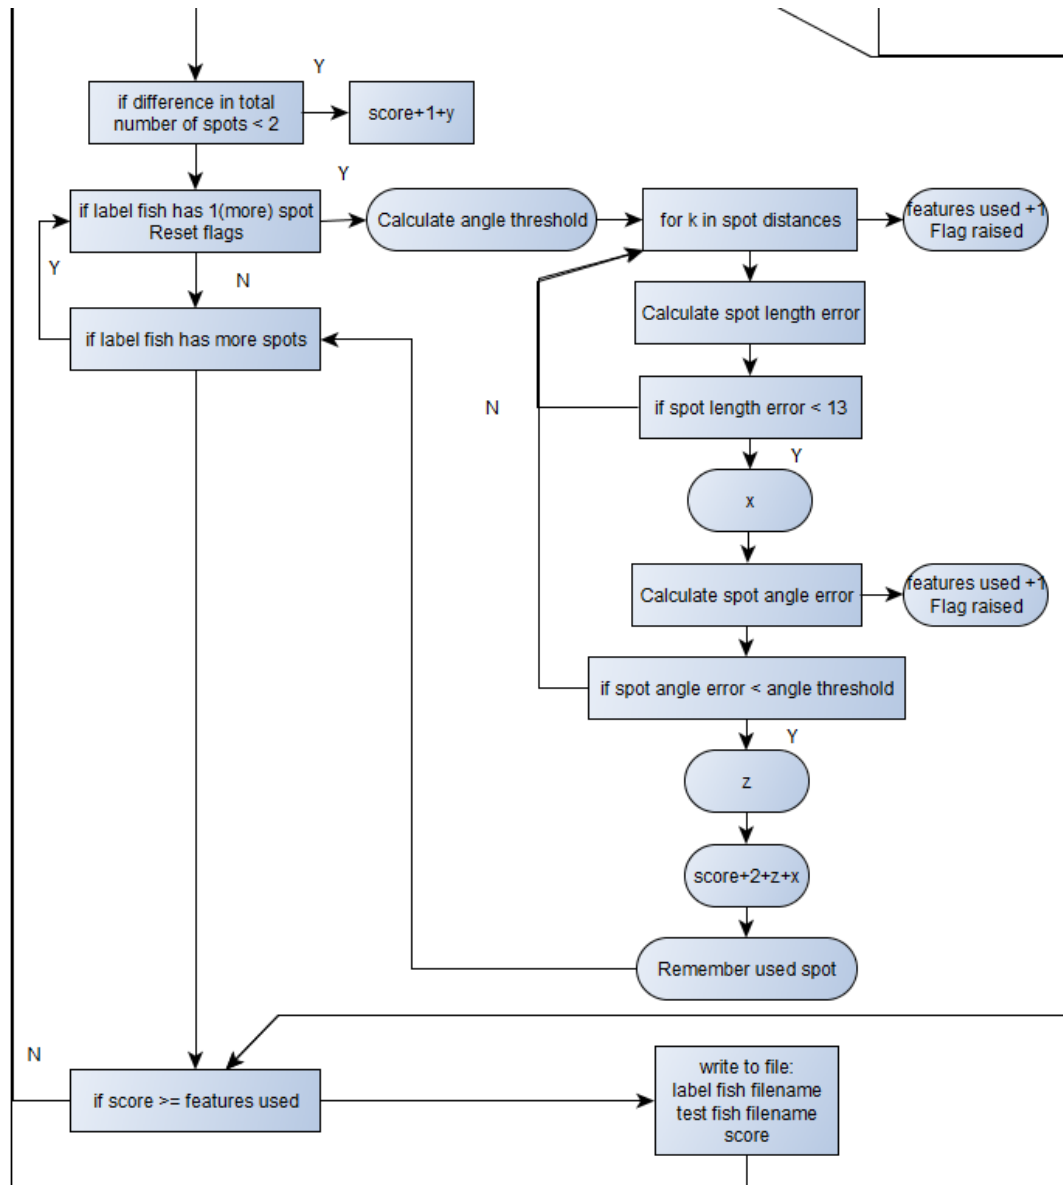 Y
if difference in total
number of spots < 2
score+1+y
Y
if label fish has 1(more) spot
Reset flags
Calculate angle threshold
for k in spot distances
features used +1
Flag raised
Y
N
Calculate spot length error
if label fish has more spots
N
if spot length error < 13
Y
x
Calculate spot angle error
features used +1
Flag raised
if spot angle error < angle threshold
Y
z
score+2+z+x
Remember used spot
N
if score >= features used
write to file:
label fish filename
test fish filename
score